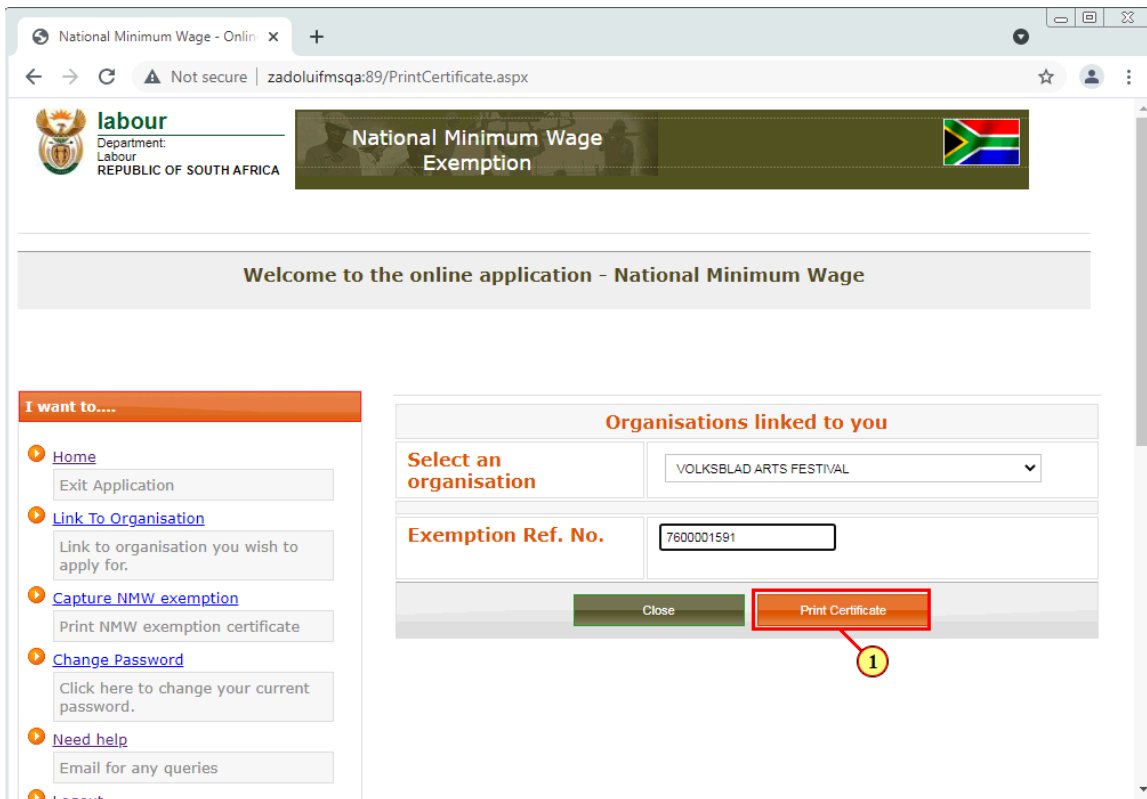 National Minimum Wage - Onlin
Not secure | zadoluifmsqa:89/PrintCertificate.aspx
labour
Department:
Labour
REPUBLIC OF SOUTH AFRICA
National Minimum Wage
Exemption
Welcome to the online application - National Minimum Wage
I want to....
Home
Exit Application
Link To Organisation
Link to organisation you wish to
apply for.
Capture NMW exemption
Print NMW exemption certificate
Change Password
Click here to change your current
password.
Need help
Email for any queries
Logout
Organisations linked to you
Select an
organisation
VOLKSBLAD ARTS FESTIVAL
Exemption Ref. No.
7600001591
Close
Print Certificate
1